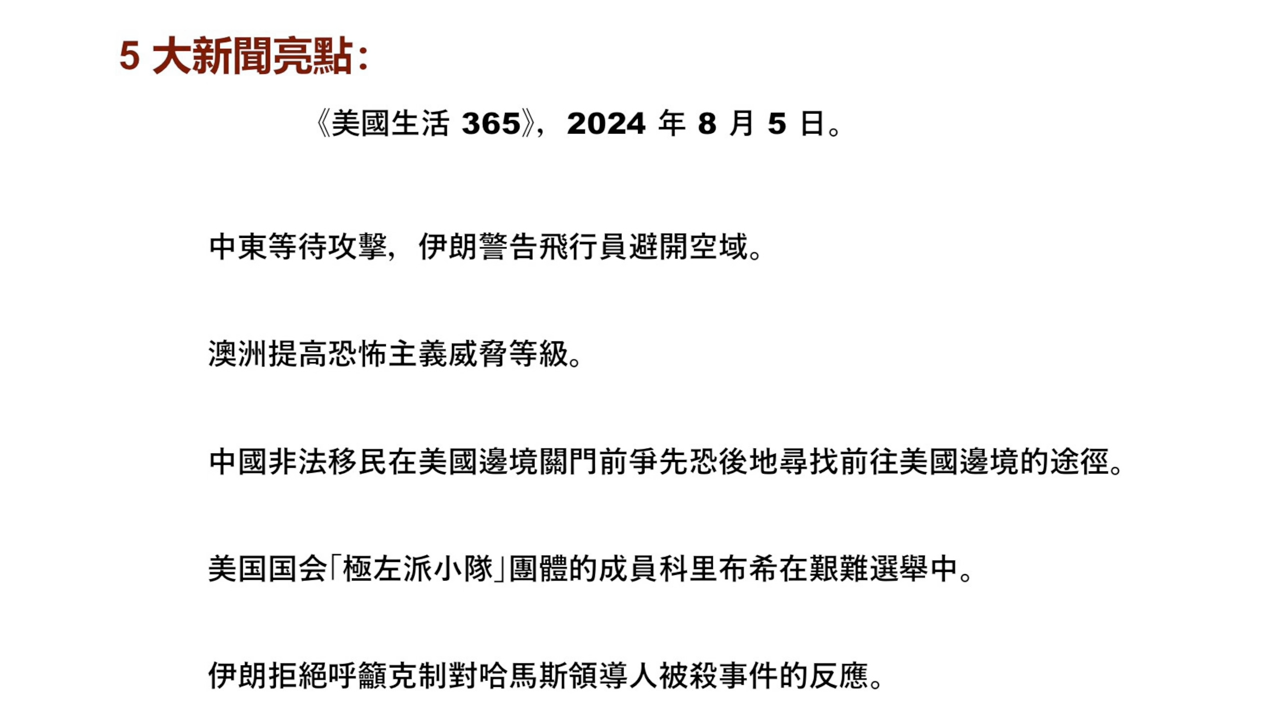 5 大新聞亮點：
《美國生活 365》，2024 年 8 月 5 日。
中東等待攻擊，伊朗警告飛行員避開空域。
澳洲提高恐怖主義威脅等級。
中國非法移民在美國邊境關門前爭先恐後地尋找前往美國邊境的途徑。
美国国会「極左派小隊」團體的成員科里布希在艱難選舉中。
伊朗拒絕呼籲克制對哈馬斯領導人被殺事件的反應。